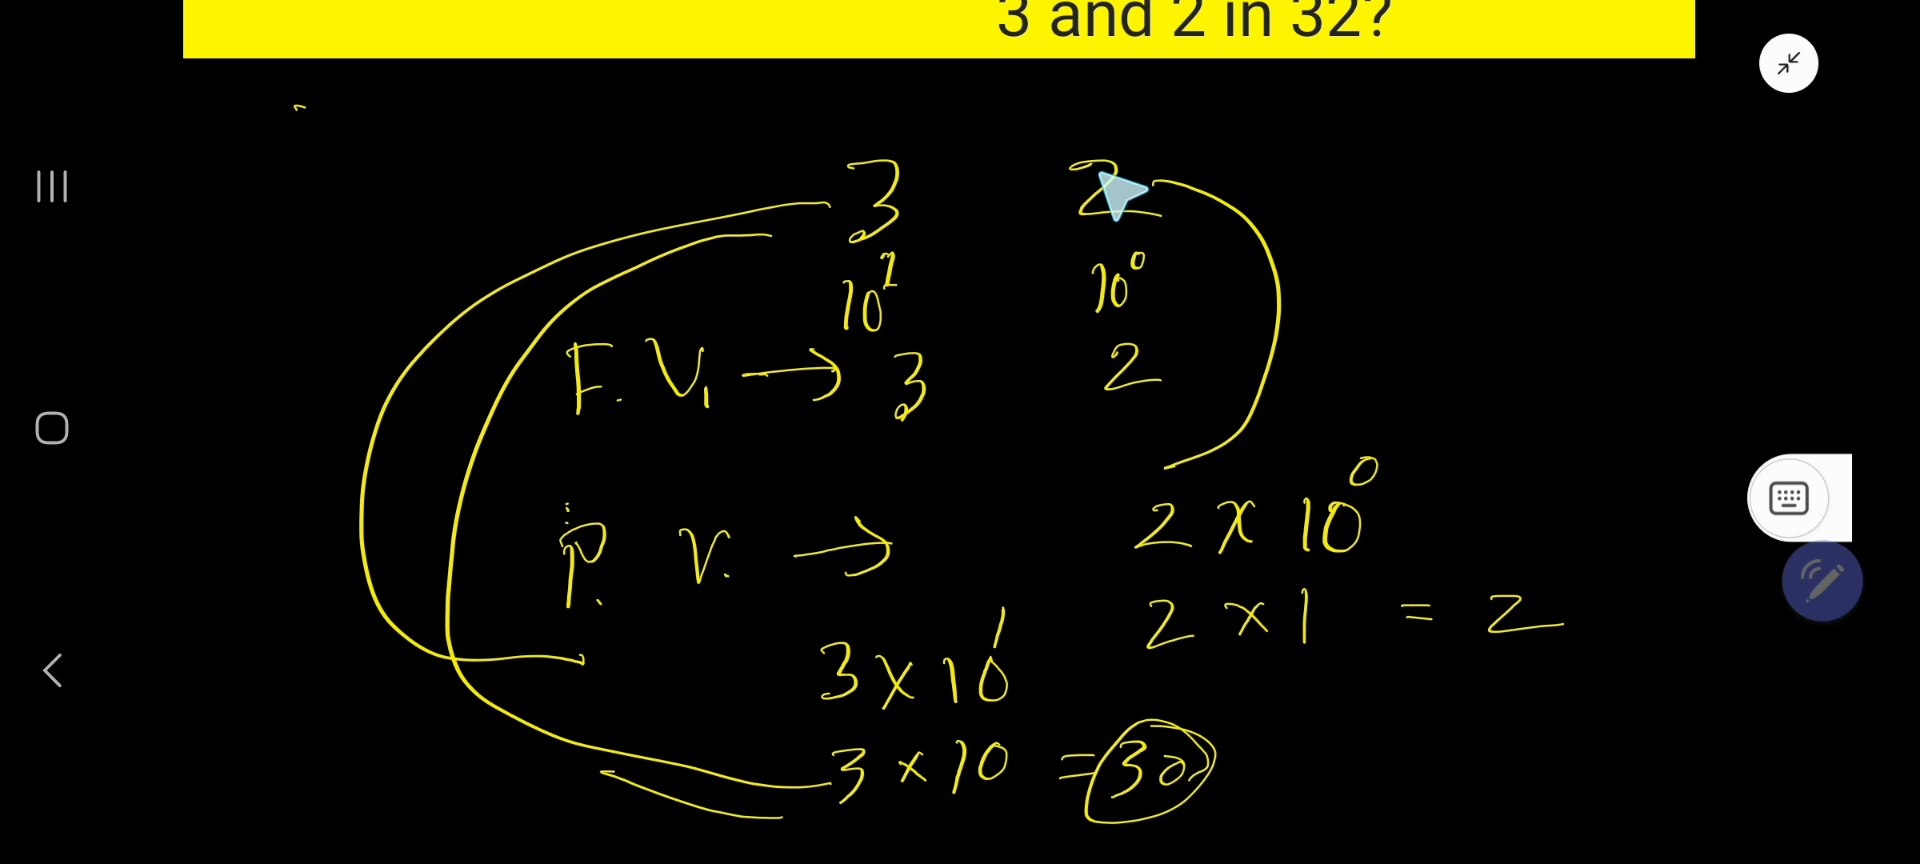 3 and 2 in 32?
3 2
10¹ 10⁰
F.V. → 3 2
P. V. → 2 x 10⁰
2 x 1 = 2
3 x 10¹
3 x 10 = 30